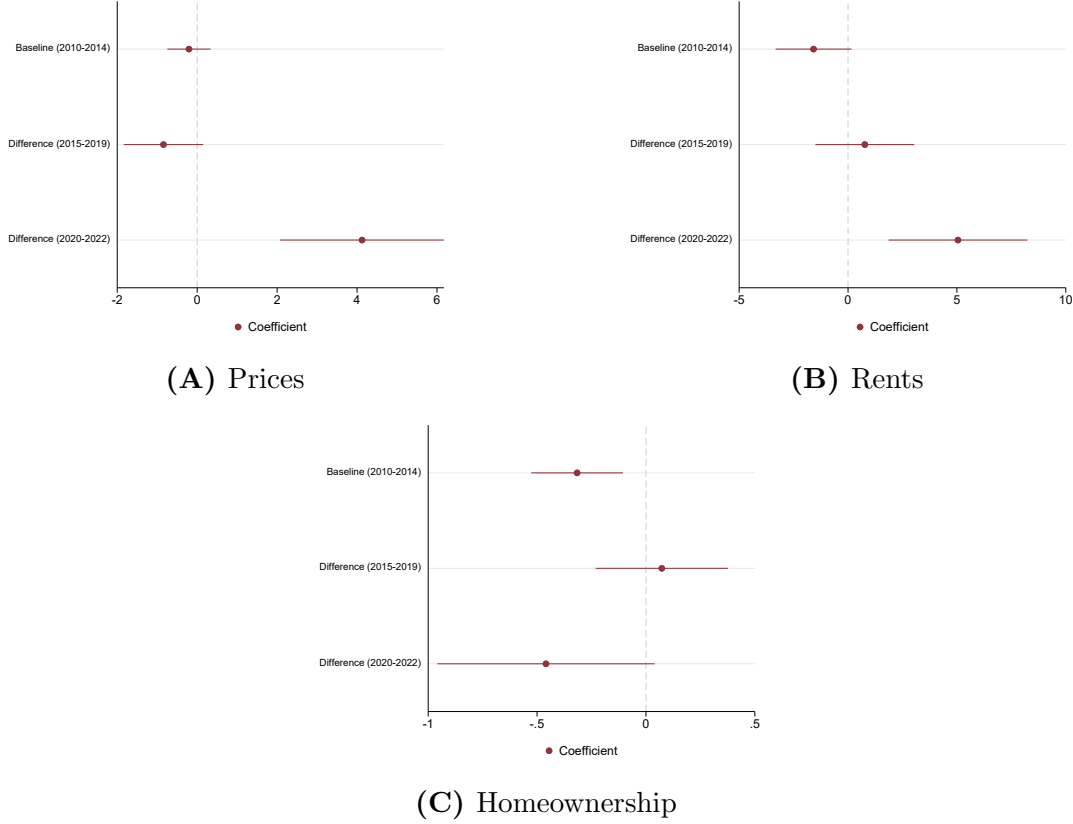 Baseline (2010-2014)
Difference (2015-2019)
Difference (2020-2022)
-2 0 2 4 6
Coefficient
(A) Prices
Baseline (2010-2014)
Difference (2015-2019)
Difference (2020-2022)
-5 0 5 10
Coefficient
(B) Rents
Baseline (2010-2014)
Difference (2015-2019)
Difference (2020-2022)
-1 -.5 0 .5
Coefficient
(C) Homeownership